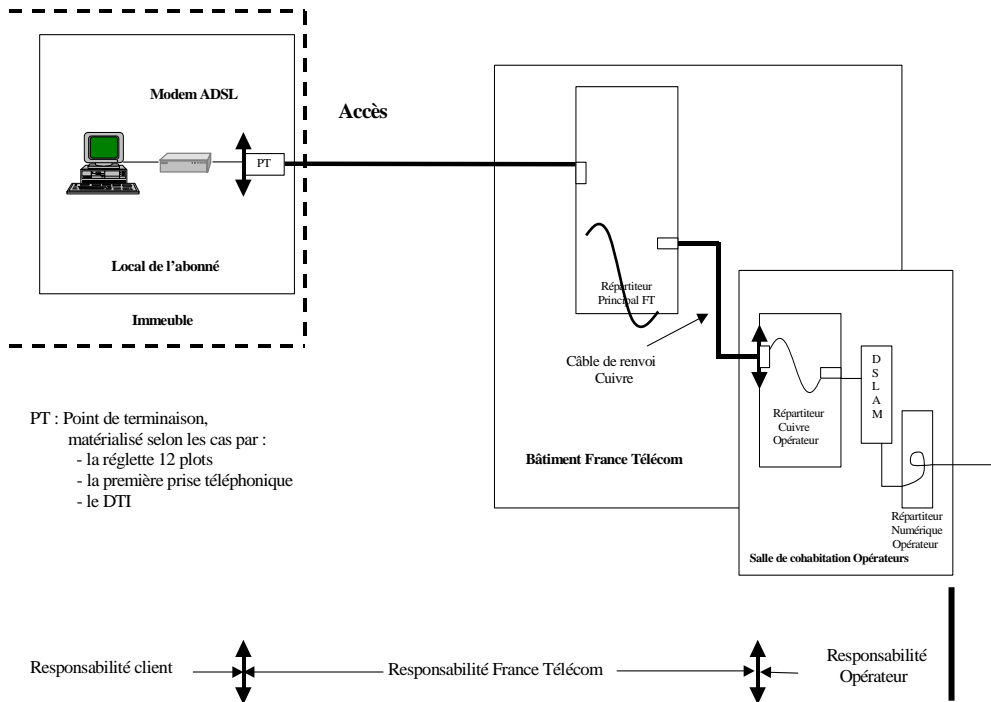 Modem ADSL
Accès
PT
Local de l'abonné
Immeuble
Répartiteur
Principal FT
Câble de renvoi
Cuivre
Bâtiment France Télécom
Répartiteur
Cuivre
Opérateur
D
S
L
A
M
Répartiteur
Numérique
Opérateur
Salle de cohabitation Opérateurs
PT : Point de terminaison,
matérialisé selon les cas par :
- la réglette 12 plots
- la première prise téléphonique
- le DTI
Responsabilité client
Responsabilité France Télécom
Responsabilité
Opérateur